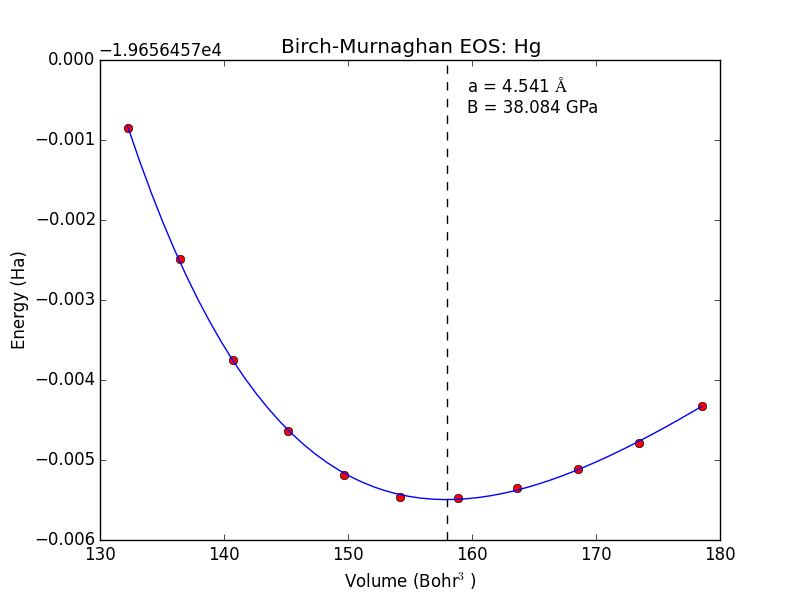 Birch-Murnaghan EOS: Hg
−1.9656457e4
a = 4.541 Å
B = 38.084 GPa
0.000
−0.001
−0.002
−0.003
−0.004
−0.005
−0.006
Energy (Ha)
130 140 150 160 170 180
Volume (Bohr³ )